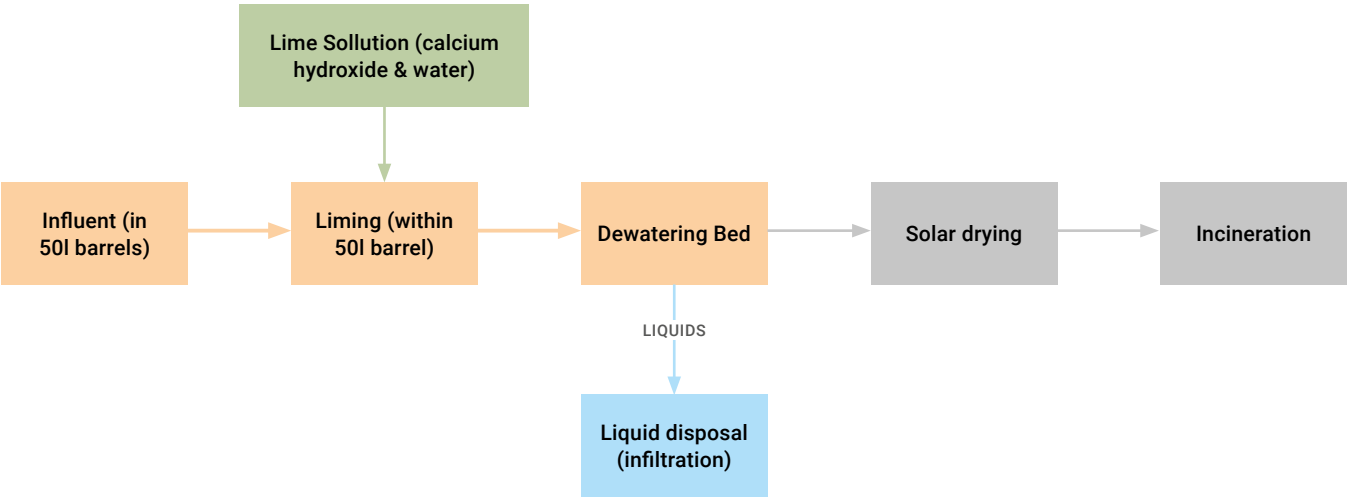 Lime Sollution (calcium
hydroxide & water)
Influent (in
50l barrels)
Liming (within
50l barrel)
Dewatering Bed
Solar drying
Incineration
LIQUIDS
Liquid disposal
(infiltration)